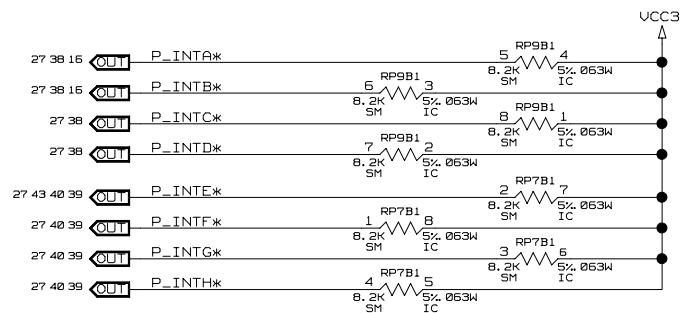 VCC3
27 38 16 OUT P_INTA* 5 RP9B1 4
8.2K 5%.063W
SM IC
27 38 16 OUT P_INTB* 6 RP9B1 3
8.2K 5%.063W
SM IC
27 38 OUT P_INTC* 8 RP9B1 1
8.2K 5%.063W
SM IC
27 38 OUT P_INTD* 7 RP9B1 2
8.2K 5%.063W
SM IC
27 43 40 39 OUT P_INTE* 2 RP7B1 7
8.2K 5%.063W
SM IC
27 40 39 OUT P_INTF* 1 RP7B1 8
8.2K 5%.063W
SM IC
27 40 39 OUT P_INTG* 3 RP7B1 6
8.2K 5%.063W
SM IC
27 40 39 OUT P_INTH* 4 RP7B1 5
8.2K 5%.063W
SM IC